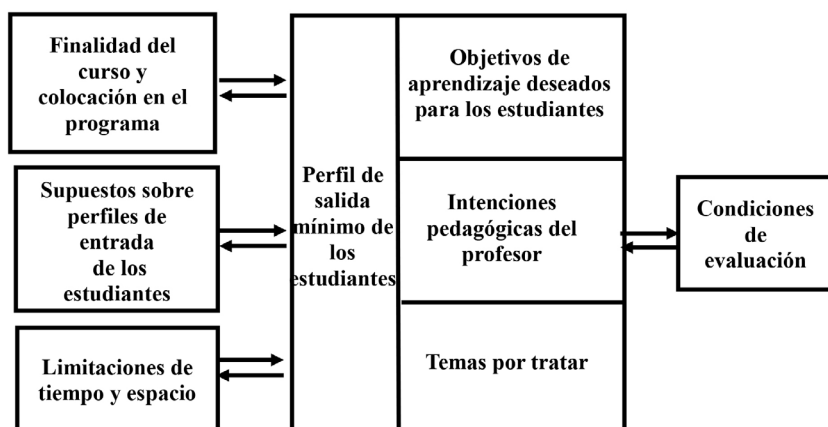 Finalidad del
curso y
colocación en el
programa
Supuestos sobre
perfiles de
entrada
de los
estudiantes
Limitaciones de
tiempo y espacio
Perfil de
salida
mínimo de
los
estudiantes
Objetivos de
aprendizaje deseados
para los estudiantes
Intenciones
pedagógicas del
profesor
Temas por tratar
Condiciones
de
evaluación